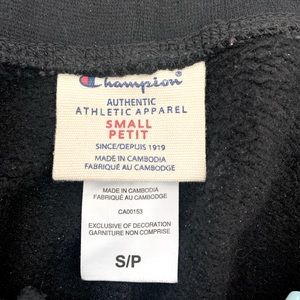 Champion
AUTHENTIC
ATHLETIC APPAREL
SMALL
PETIT
SINCE/DEPUIS 1919
MADE IN CAMBODIA
FABRIQUÉ AU CAMBODGE
MADE IN CAMBODIA
FABRIQUÉ AU CAMBODGE
CA00153
EXCLUSIVE OF DECORATION
GARNITURE NON COMPRISE
S/P